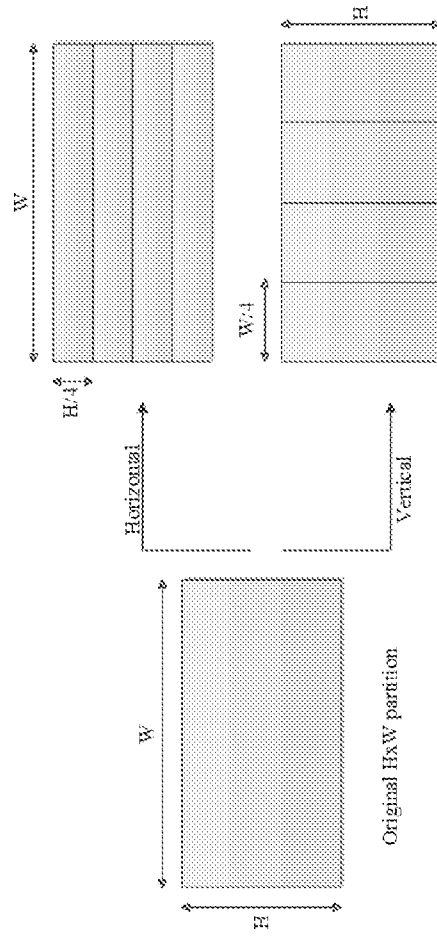 H
W
Original HxW partition
Horizontal
Vertical
H/4
W
W/4
H